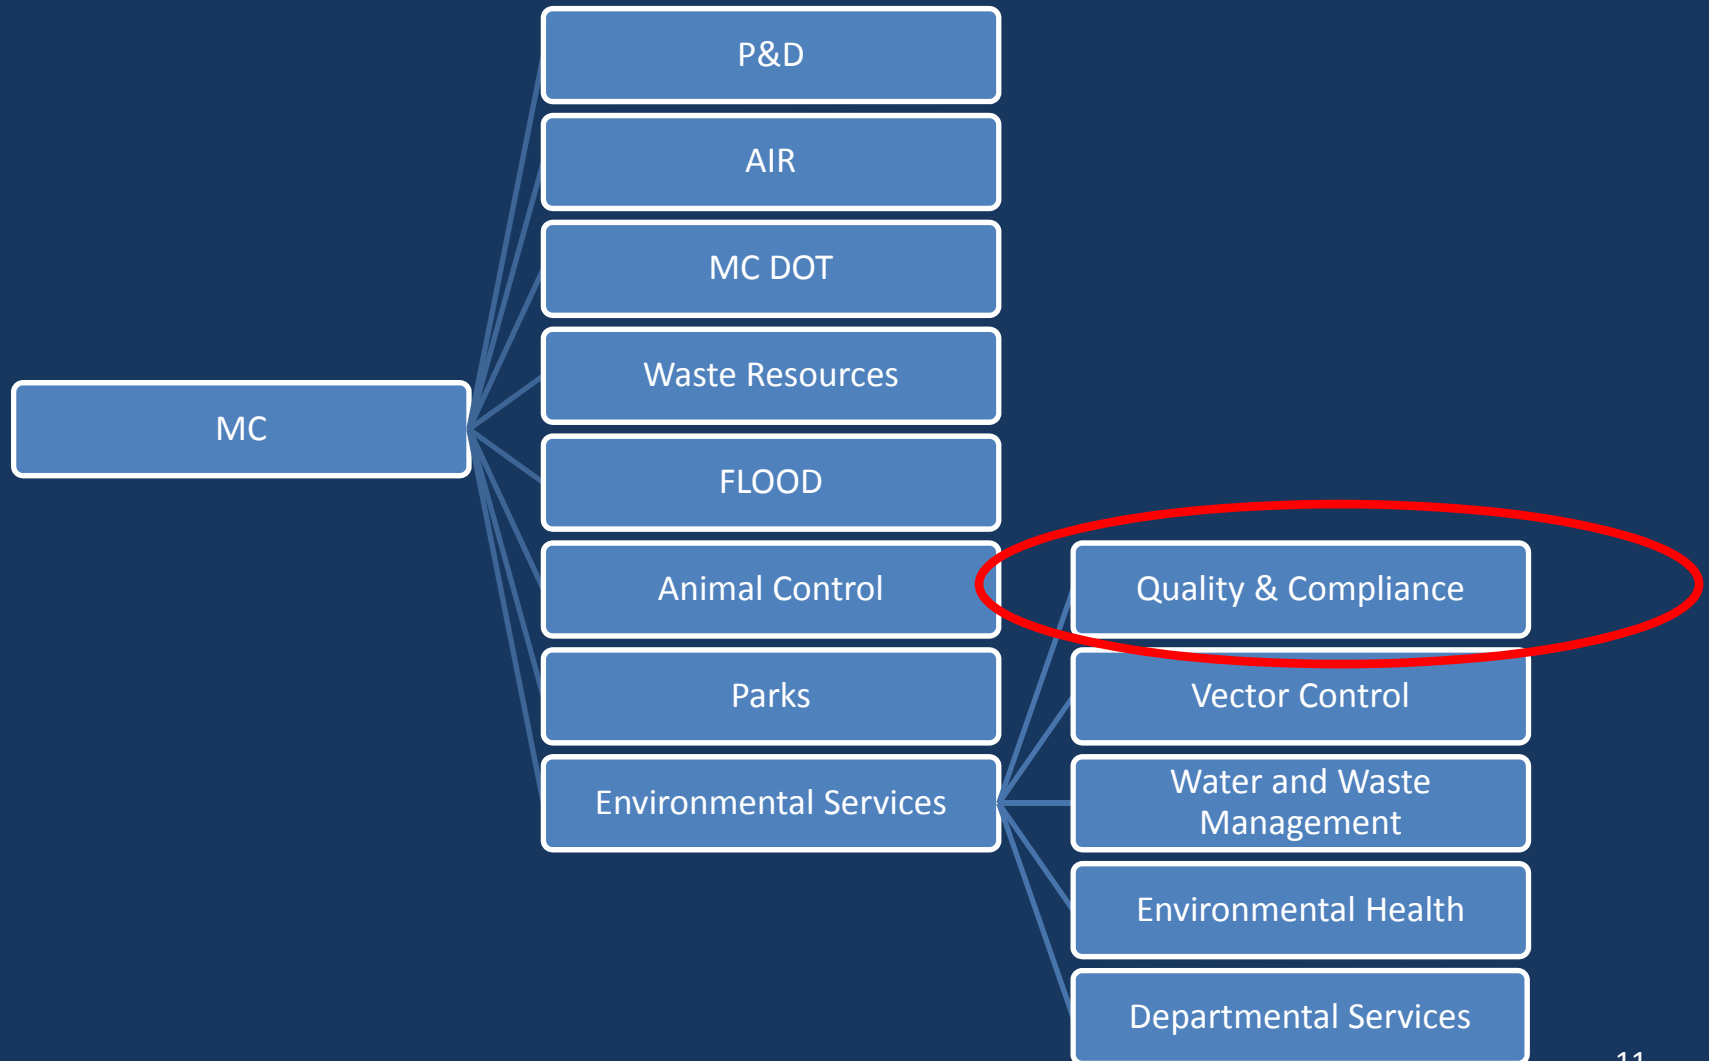 P&D
AIR
MC DOT
Waste Resources
MC
FLOOD
Animal Control
Quality & Compliance
Parks
Vector Control
Environmental Services
Water and Waste
Management
Environmental Health
Departmental Services
11